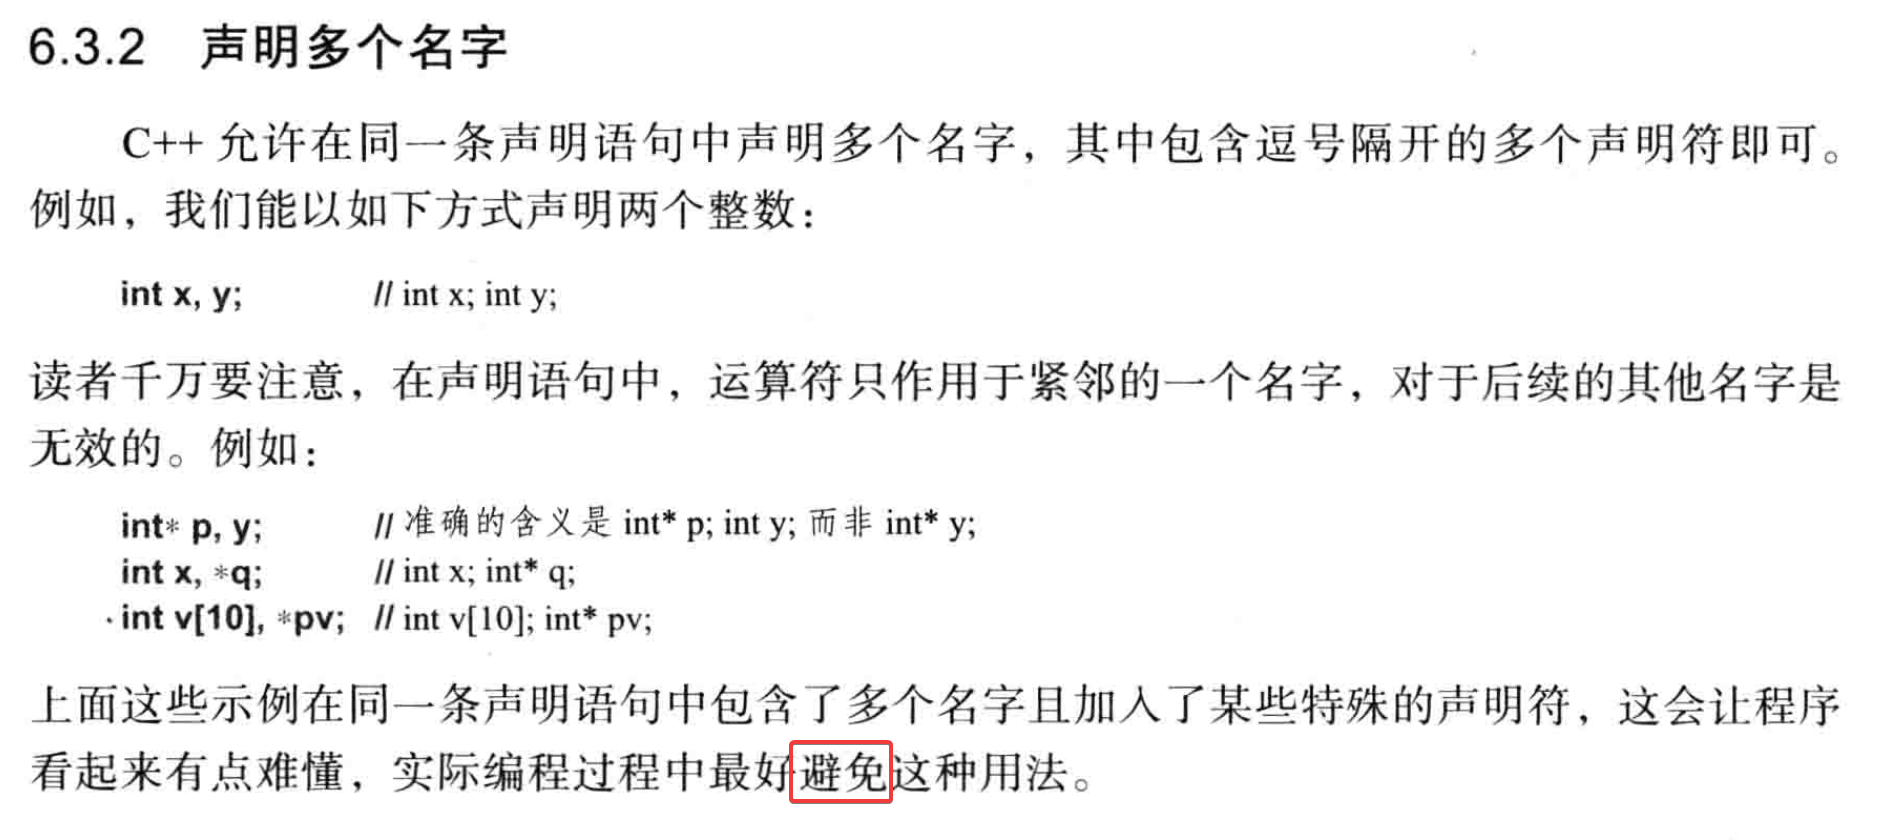 6.3.2 声明多个名字
C++ 允许在同一条声明语句中声明多个名字，其中包含逗号隔开的多个声明符即可。
例如，我们能以如下方式声明两个整数：
int x, y; // int x; int y;
读者千万要注意，在声明语句中，运算符只作用于紧邻的一个名字，对于后续的其他名字是
无效的。例如：
int* p, y; // 准确的含义是 int* p; int y; 而非 int* y;
int x, *q; // int x; int* q;
int v[10], *pv; // int v[10]; int* pv;
上面这些示例在同一条声明语句中包含了多个名字且加入了某些特殊的声明符，这会让程序
看起来有点难懂，实际编程过程中最好避免这种用法。